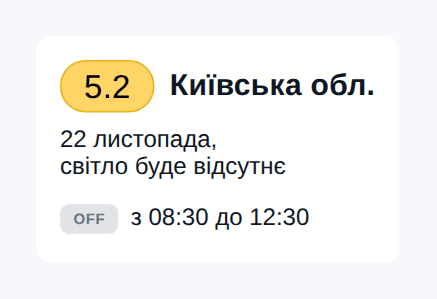 5.2 Київська обл.
22 листопада,
світло буде відсутнє
OFF з 08:30 до 12:30